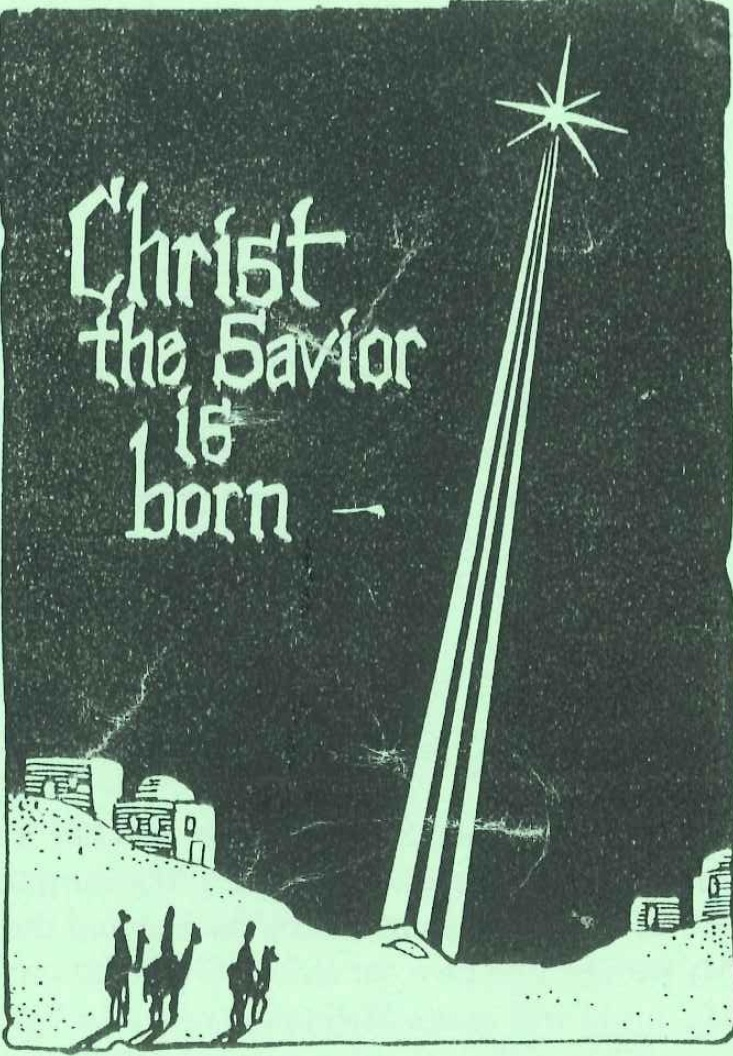 Christ
the Savior
is
born